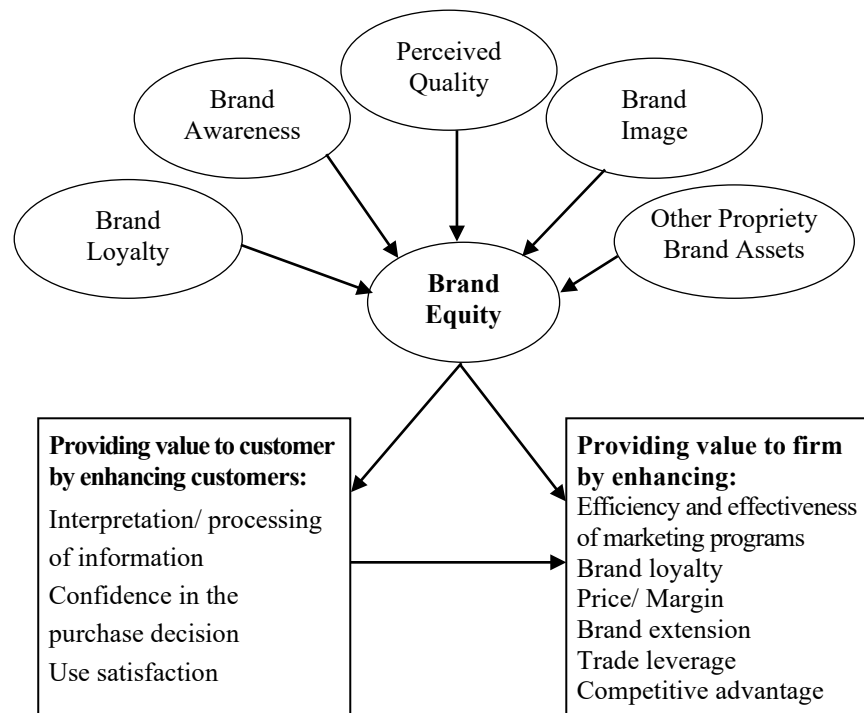 Perceived
Quality
Brand
Awareness
Brand
Image
Brand
Loyalty
Other Propriety
Brand Assets
Brand
Equity
Providing value to customer
by enhancing customers:
Interpretation/ processing
of information
Confidence in the
purchase decision
Use satisfaction
Providing value to firm
by enhancing:
Efficiency and effectiveness
of marketing programs
Brand loyalty
Price/ Margin
Brand extension
Trade leverage
Competitive advantage